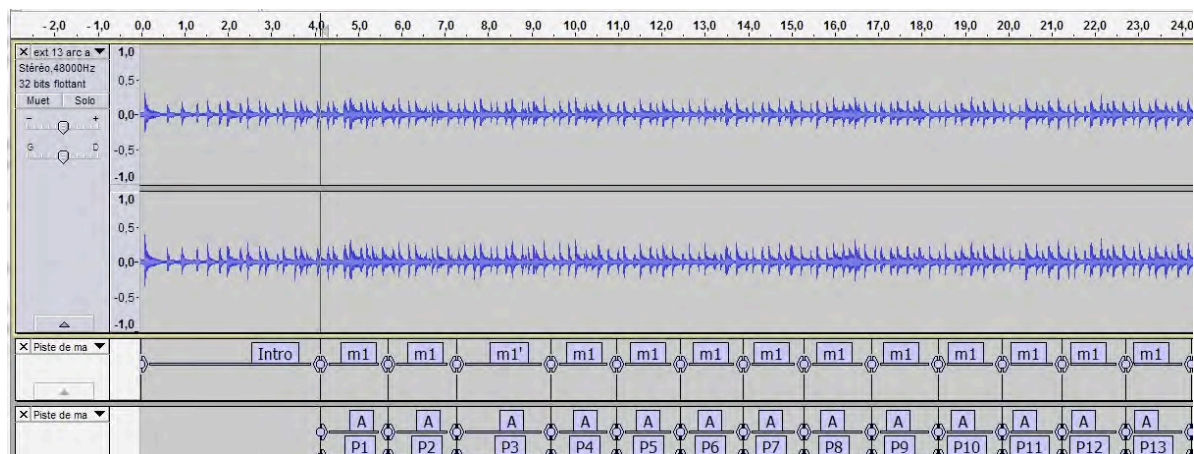 - 2,0 - 1,0 0,0 1,0 2,0 3,0 4,0 5,0 6,0 7,0 8,0 9,0 10,0 11,0 12,0 13,0 14,0 15,0 16,0 17,0 18,0 19,0 20,0 21,0 22,0 23,0 24,0
ext 13 arc a
Stéréo,48000Hz
32 bits flottant
Muet Solo
- +
G D
1,0
0,5-
0,0-
-0,5-
-1,0
1,0
0,5-
0,0-
-0,5-
-1,0
Piste de ma
Intro m1 m1 m1' m1 m1 m1 m1 m1 m1 m1 m1 m1 m1
Piste de ma
A A A A A A A A A A A A A
P1 P2 P3 P4 P5 P6 P7 P8 P9 P10 P11 P12 P13